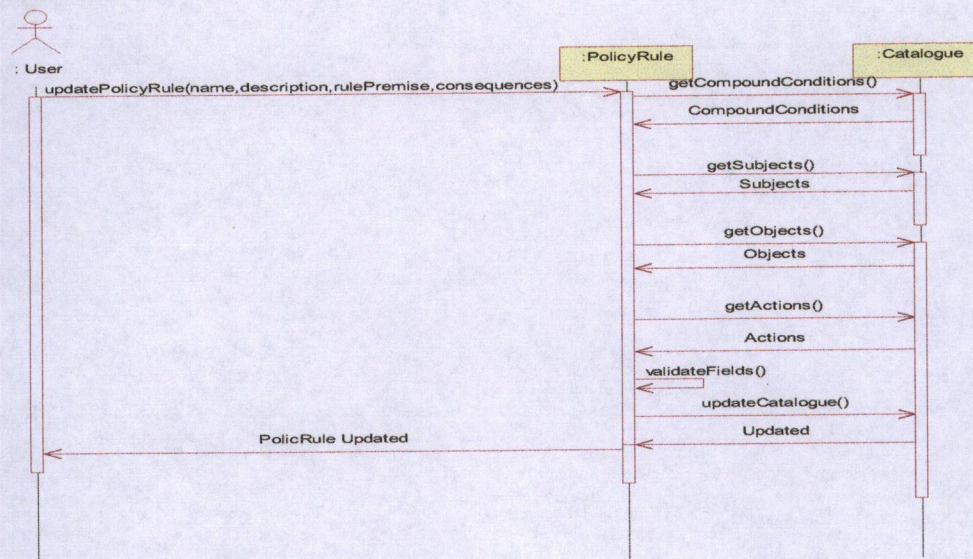 : User
:PolicyRule
:Catalogue
updatePolicyRule(name,description,rulePremise,consequences)
getCompoundConditions()
CompoundConditions
getSubjects()
Subjects
getObjects()
Objects
getActions()
Actions
validateFields()
updateCatalogue()
Updated
PolicRule Updated